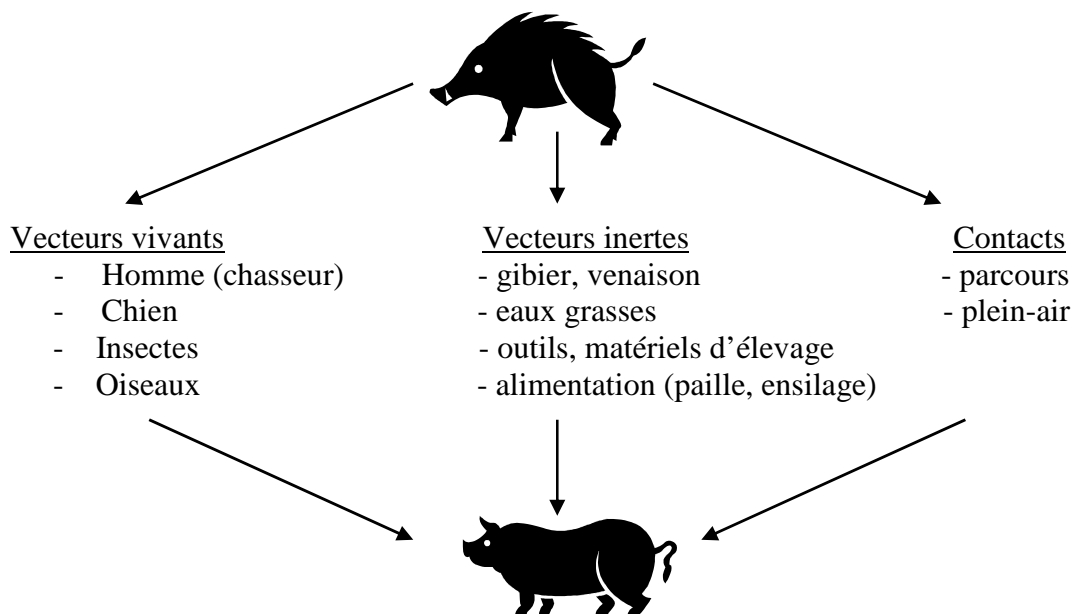 Vecteurs vivants
- Homme (chasseur)
- Chien
- Insectes
- Oiseaux
Vecteurs inertes
- gibier, venaison
- eaux grasses
- outils, matériels d’élevage
- alimentation (paille, ensilage)
Contacts
- parcours
- plein-air